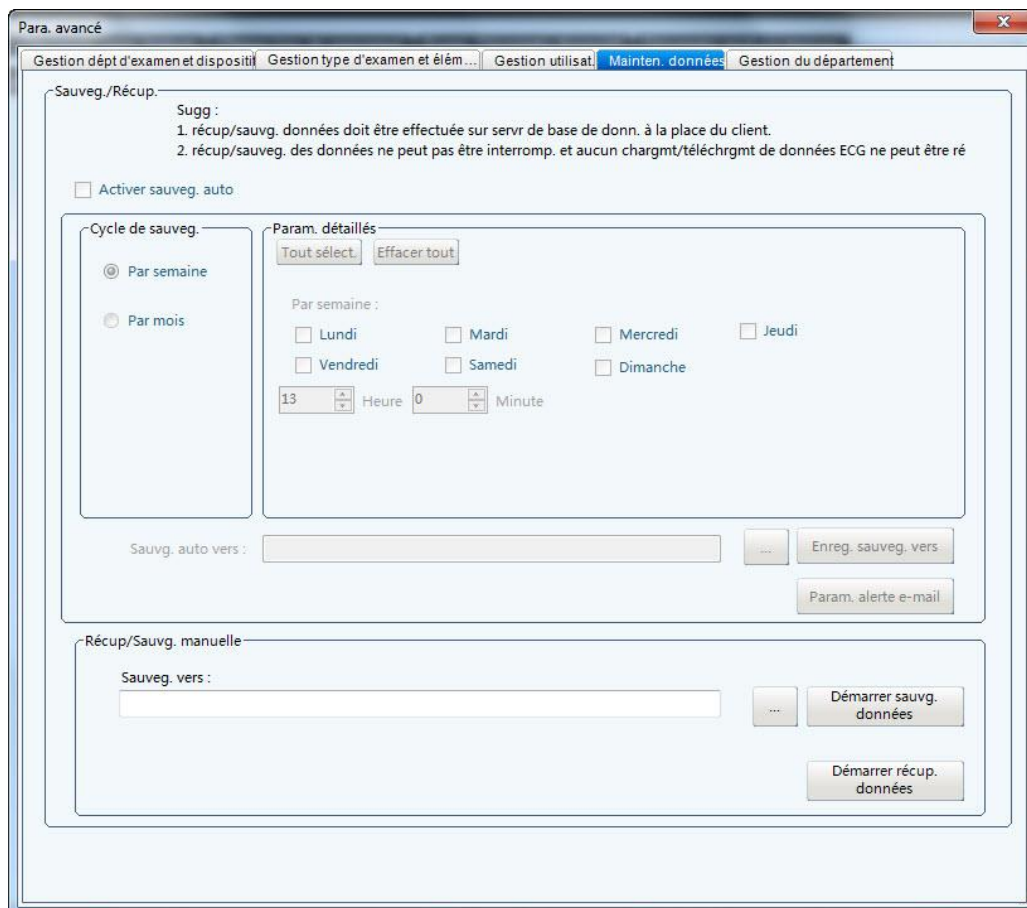 Para. avancé
Gestion dépt d'examen et dispositif
Gestion type d'examen et élém...
Gestion utilisat.
Mainten. données
Gestion du département
Sauveg./Récup.
Sugg :
1. récup/sauvg. données doit être effectuée sur servr de base de donn. à la place du client.
2. récup/sauveg. des données ne peut pas être interromp. et aucun chargmt/téléchrgmt de données ECG ne peut être ré
Activer sauveg. auto
Cycle de sauveg.
Par semaine
Par mois
Param. détaillés
Tout sélect. Effacer tout
Par semaine :
Lundi Mardi Mercredi Jeudi
Vendredi Samedi Dimanche
13 Heure 0 Minute
Sauvg. auto vers : ... Enreg. sauveg. vers
Param. alerte e-mail
Récup/Sauvg. manuelle
Sauveg. vers :
... Démarrer sauvg.
données
Démarrer récup.
données